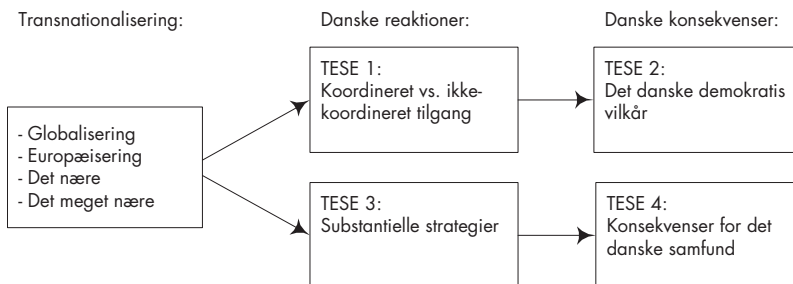 Transnationalisering:
Danske reaktioner:
Danske konsekvenser:
- Globalisering
- Europæisering
- Det nære
- Det meget nære
TESE 1:
Koordineret vs. ikke-
koordineret tilgang
TESE 2:
Det danske demokratis
vilkår
TESE 3:
Substantielle strategier
TESE 4:
Konsekvenser for det
danske samfund